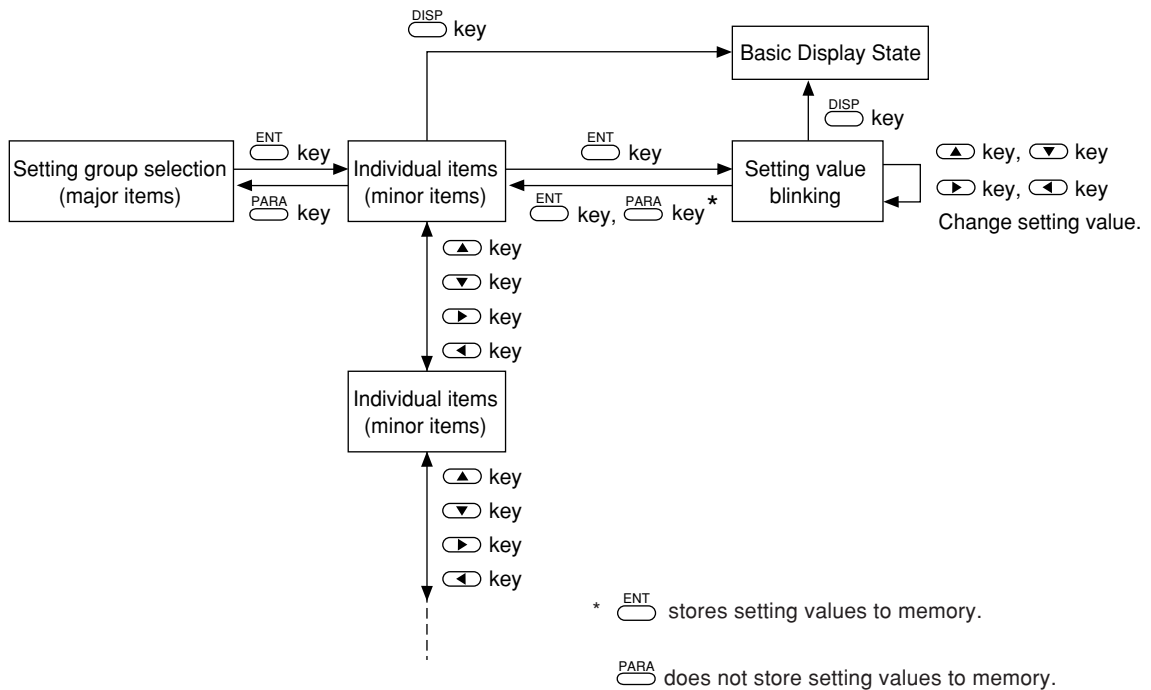 DISP key
Basic Display State
DISP key
ENT key
Setting group selection
(major items)
PARA key
Individual items
(minor items)
ENT key
ENT key, PARA key*
Setting value
blinking
▲ key, ▼ key
▶ key, ◀ key
Change setting value.
▲ key
▼ key
▶ key
◀ key
Individual items
(minor items)
▲ key
▼ key
▶ key
◀ key
* ENT stores setting values to memory.
PARA does not store setting values to memory.